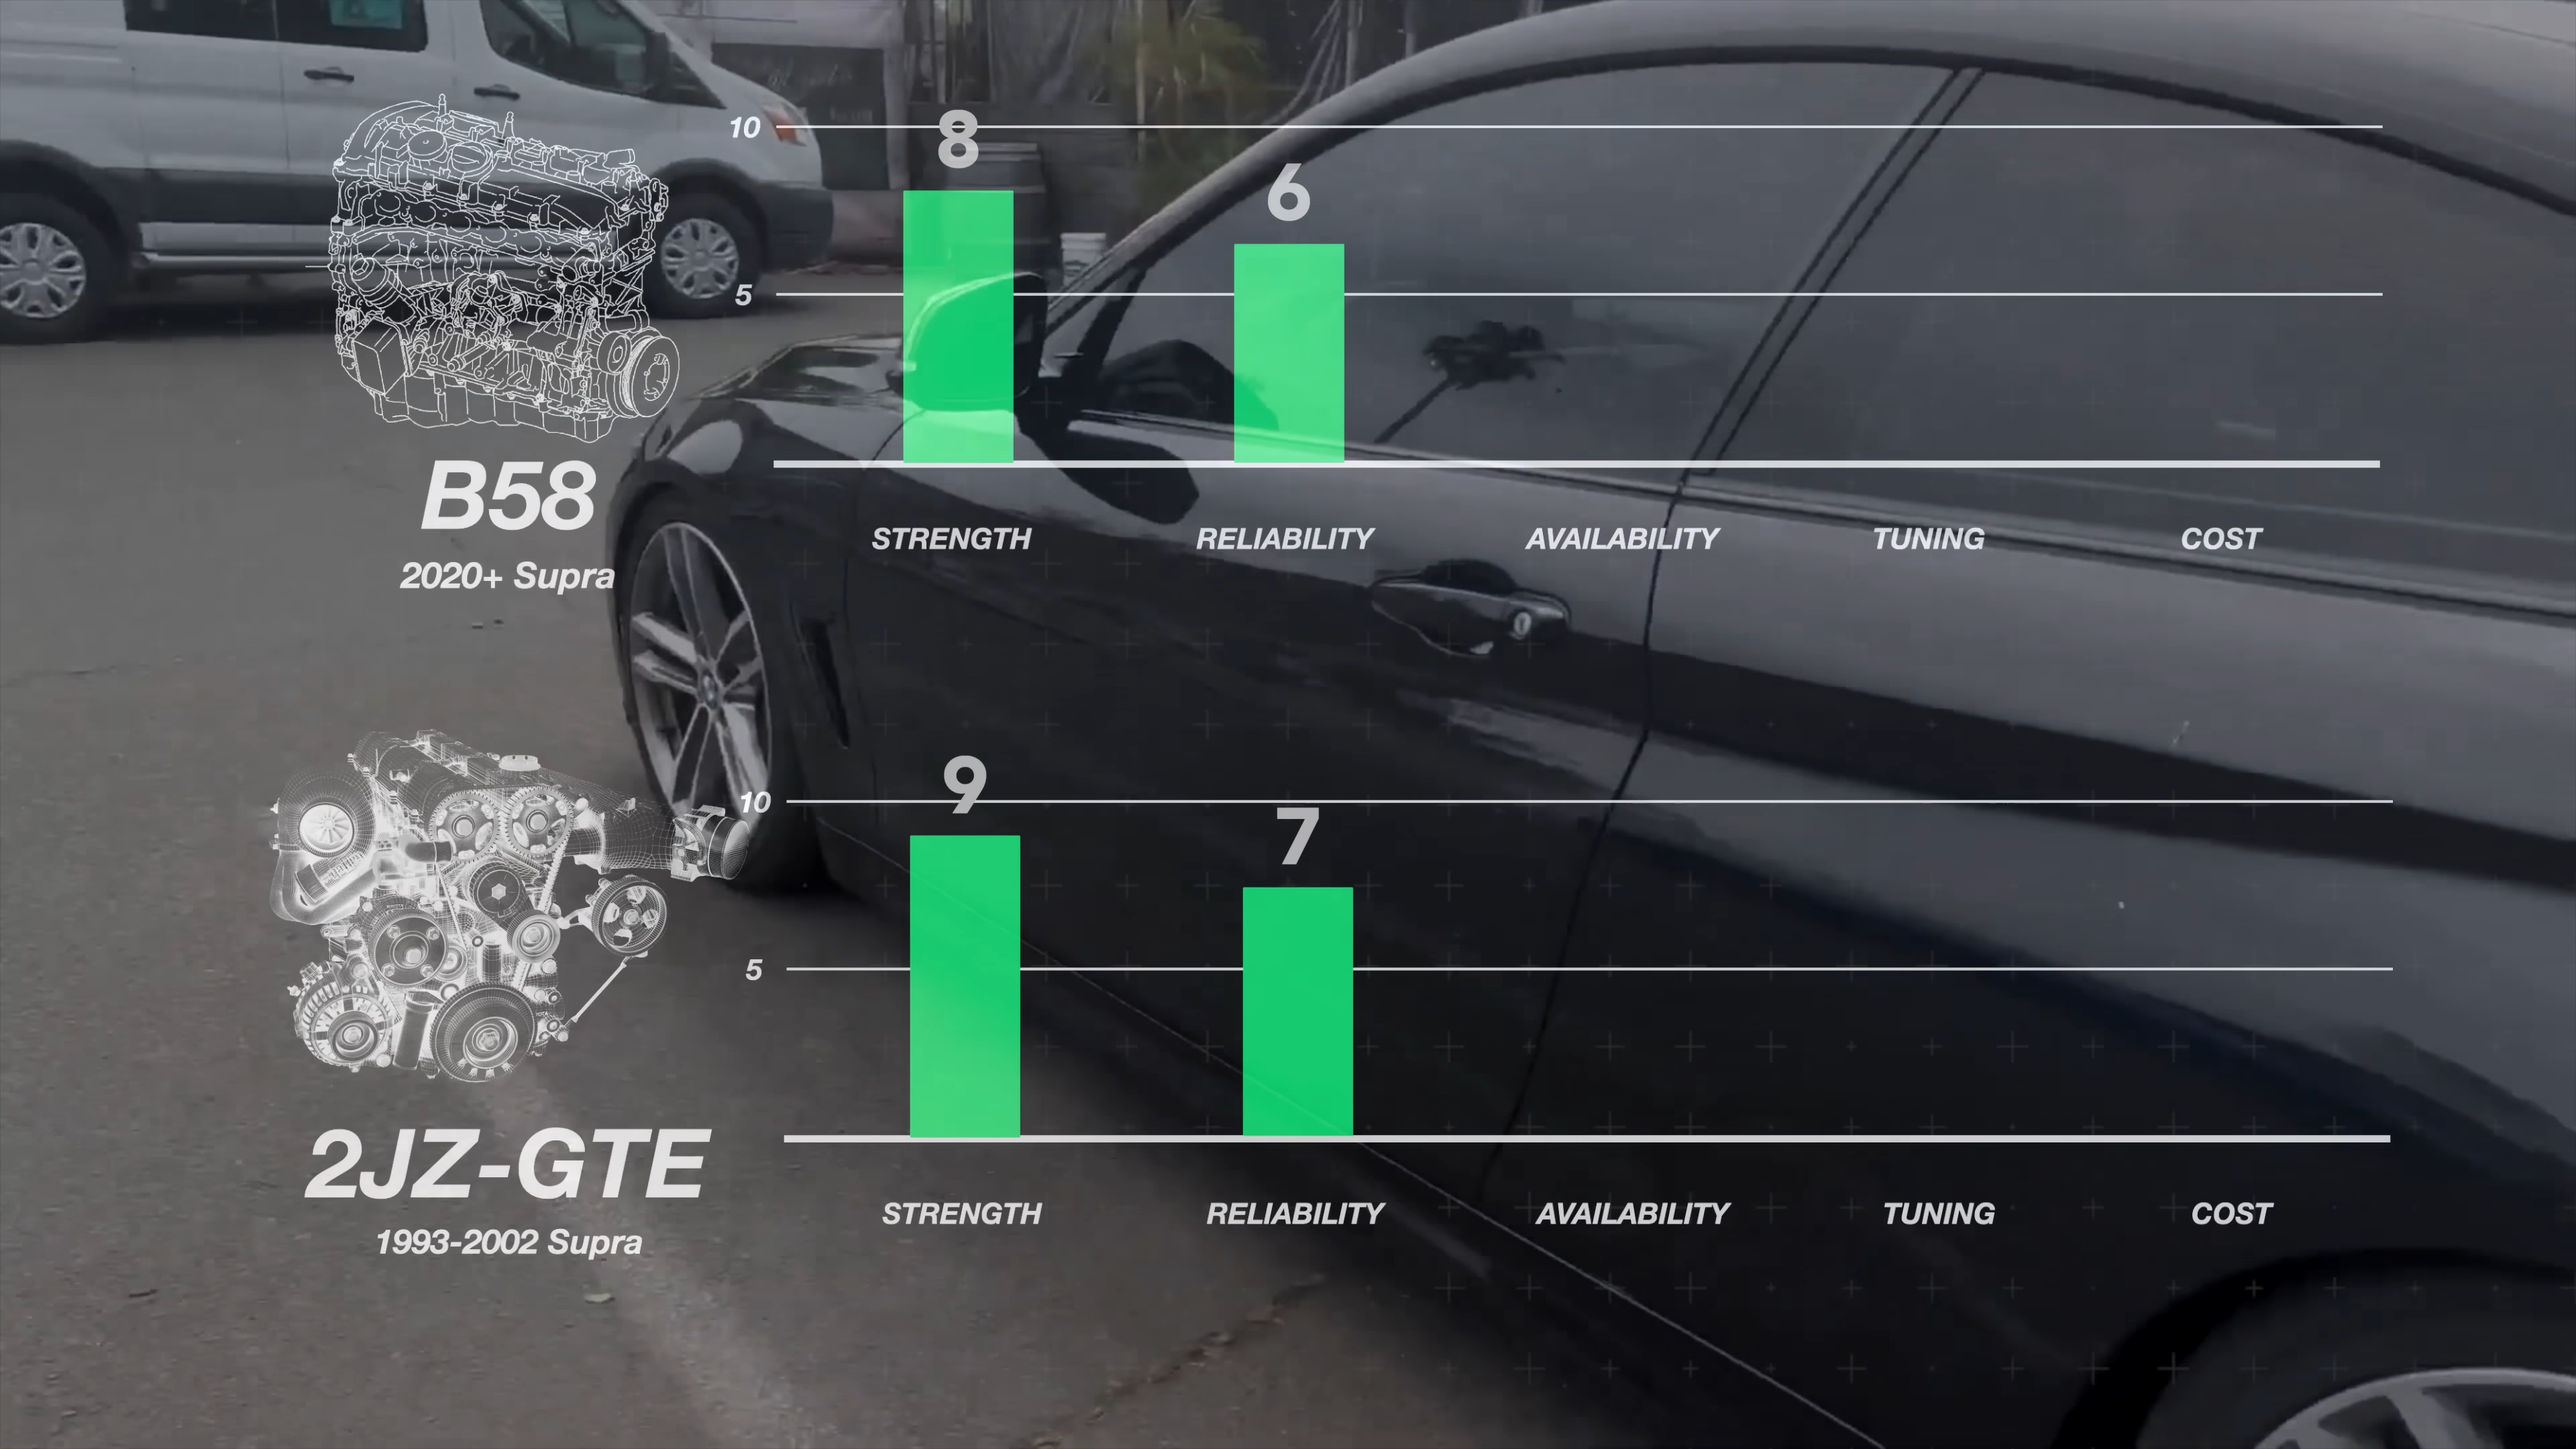 10
8
6
5
B58
2020+ Supra
STRENGTH
RELIABILITY
AVAILABILITY
TUNING
COST
10
9
7
5
2JZ-GTE
1993-2002 Supra
STRENGTH
RELIABILITY
AVAILABILITY
TUNING
COST